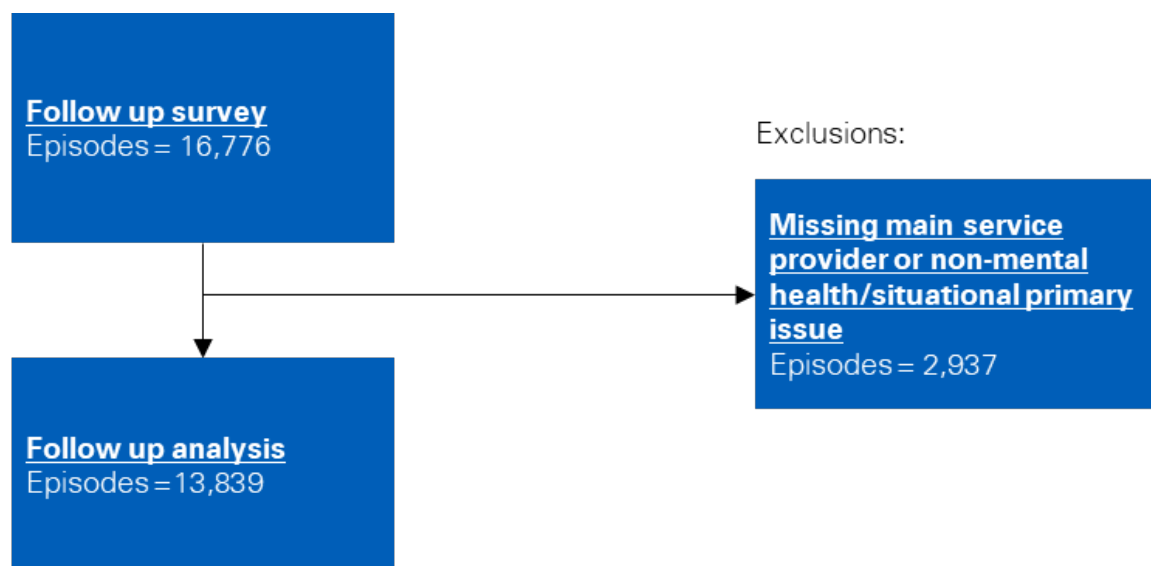 Follow up survey
Episodes = 16,776
Exclusions:
Missing main service
provider or non-mental
health/situational primary
issue
Episodes = 2,937
Follow up analysis
Episodes =13,839